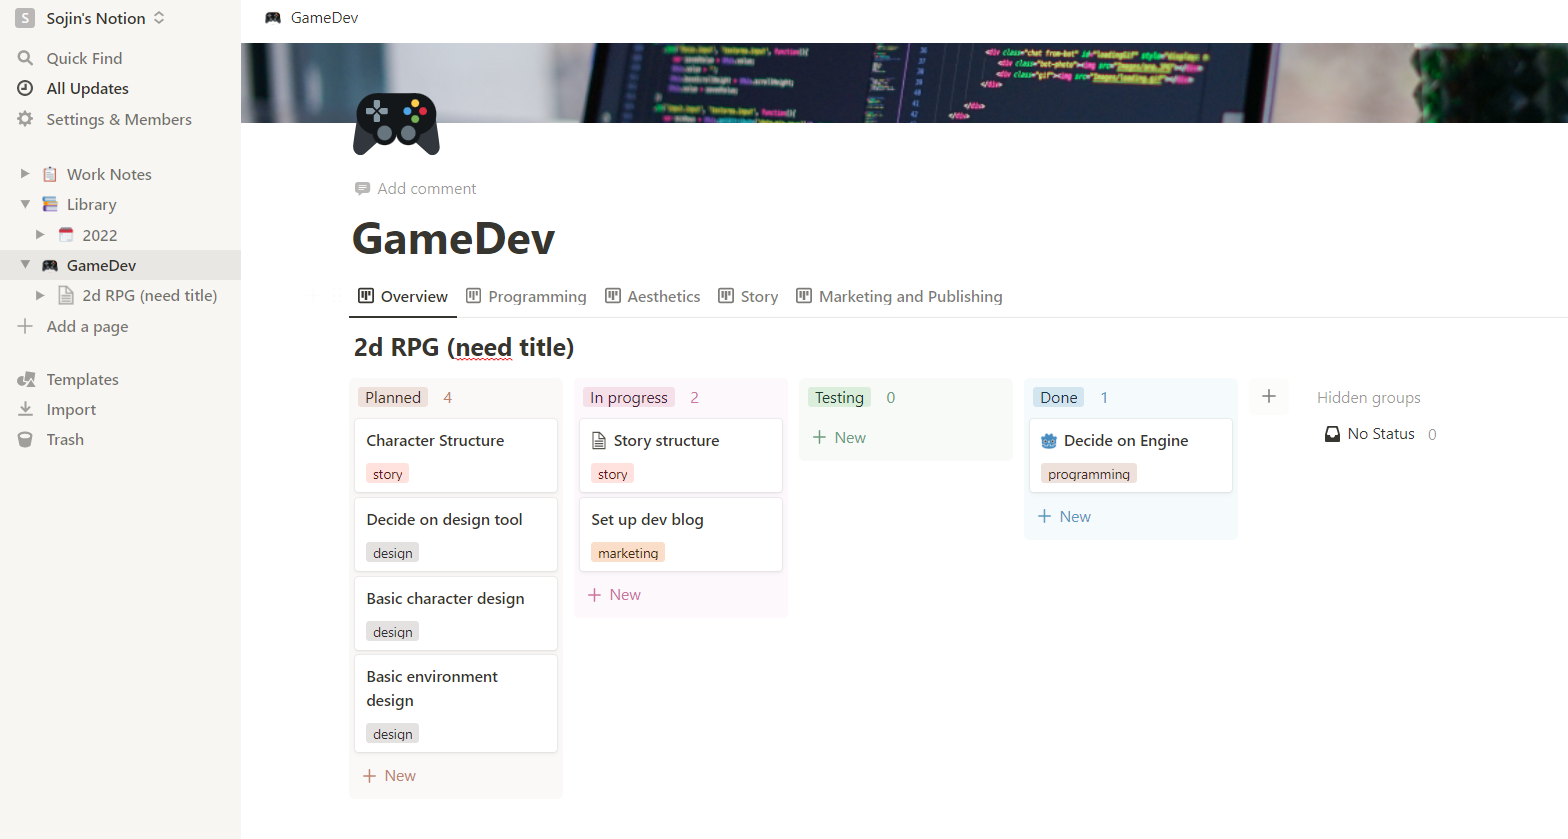 S Sojin's Notion
Quick Find
All Updates
Settings & Members
Work Notes
Library
2022
GameDev
2d RPG (need title)
Add a page
Templates
Import
Trash
GameDev
Add comment
GameDev
Overview Programming Aesthetics Story Marketing and Publishing
2d RPG (need title)
Planned 4
Character Structure
story
Decide on design tool
design
Basic character design
design
Basic environment
design
design
+ New
In progress 2
Story structure
story
Set up dev blog
marketing
+ New
Testing 0
+ New
Done 1
Decide on Engine
programming
+ New
+
Hidden groups
No Status 0